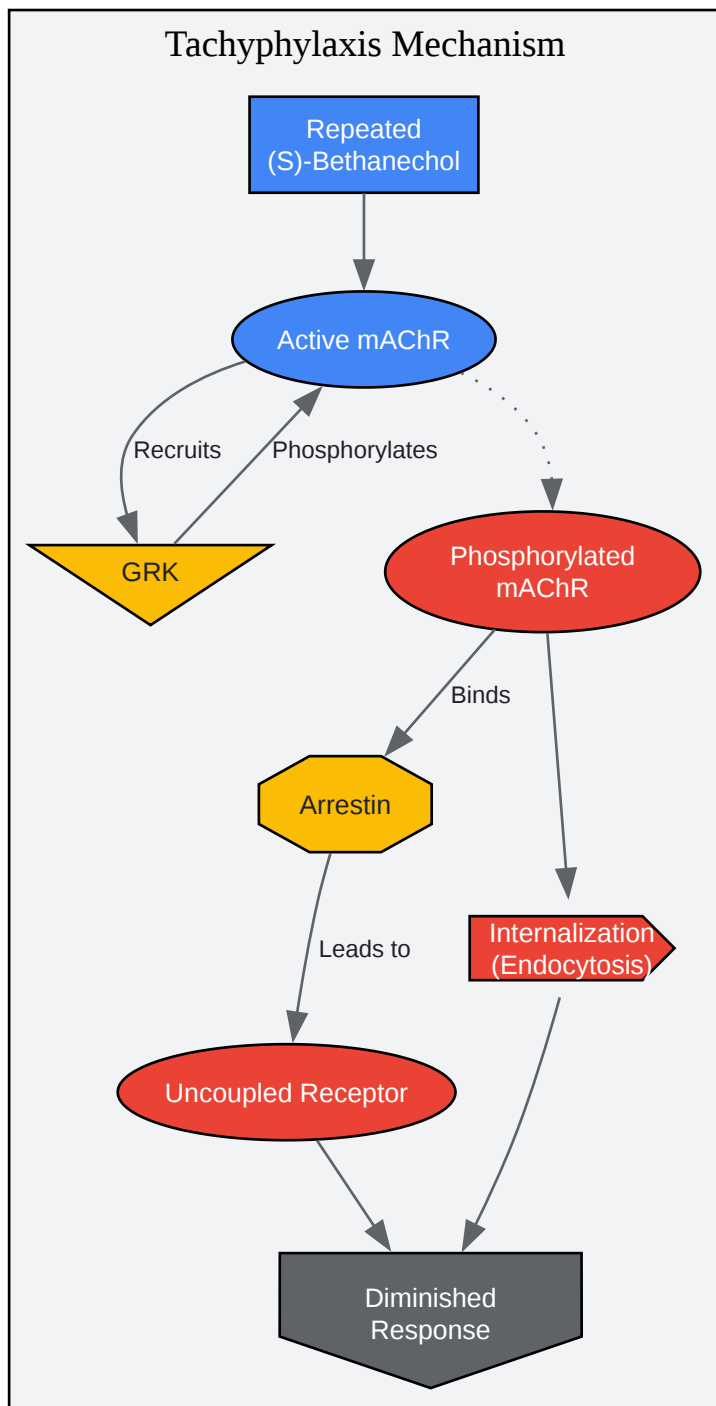 Tachyphylaxis Mechanism
Repeated
(S)-Bethanechol
Active mAChR
Recruits
Phosphorylates
GRK
Phosphorylated
mAChR
Binds
Arrestin
Leads to
Internalization
(Endocytosis)
Uncoupled Receptor
Diminished
Response